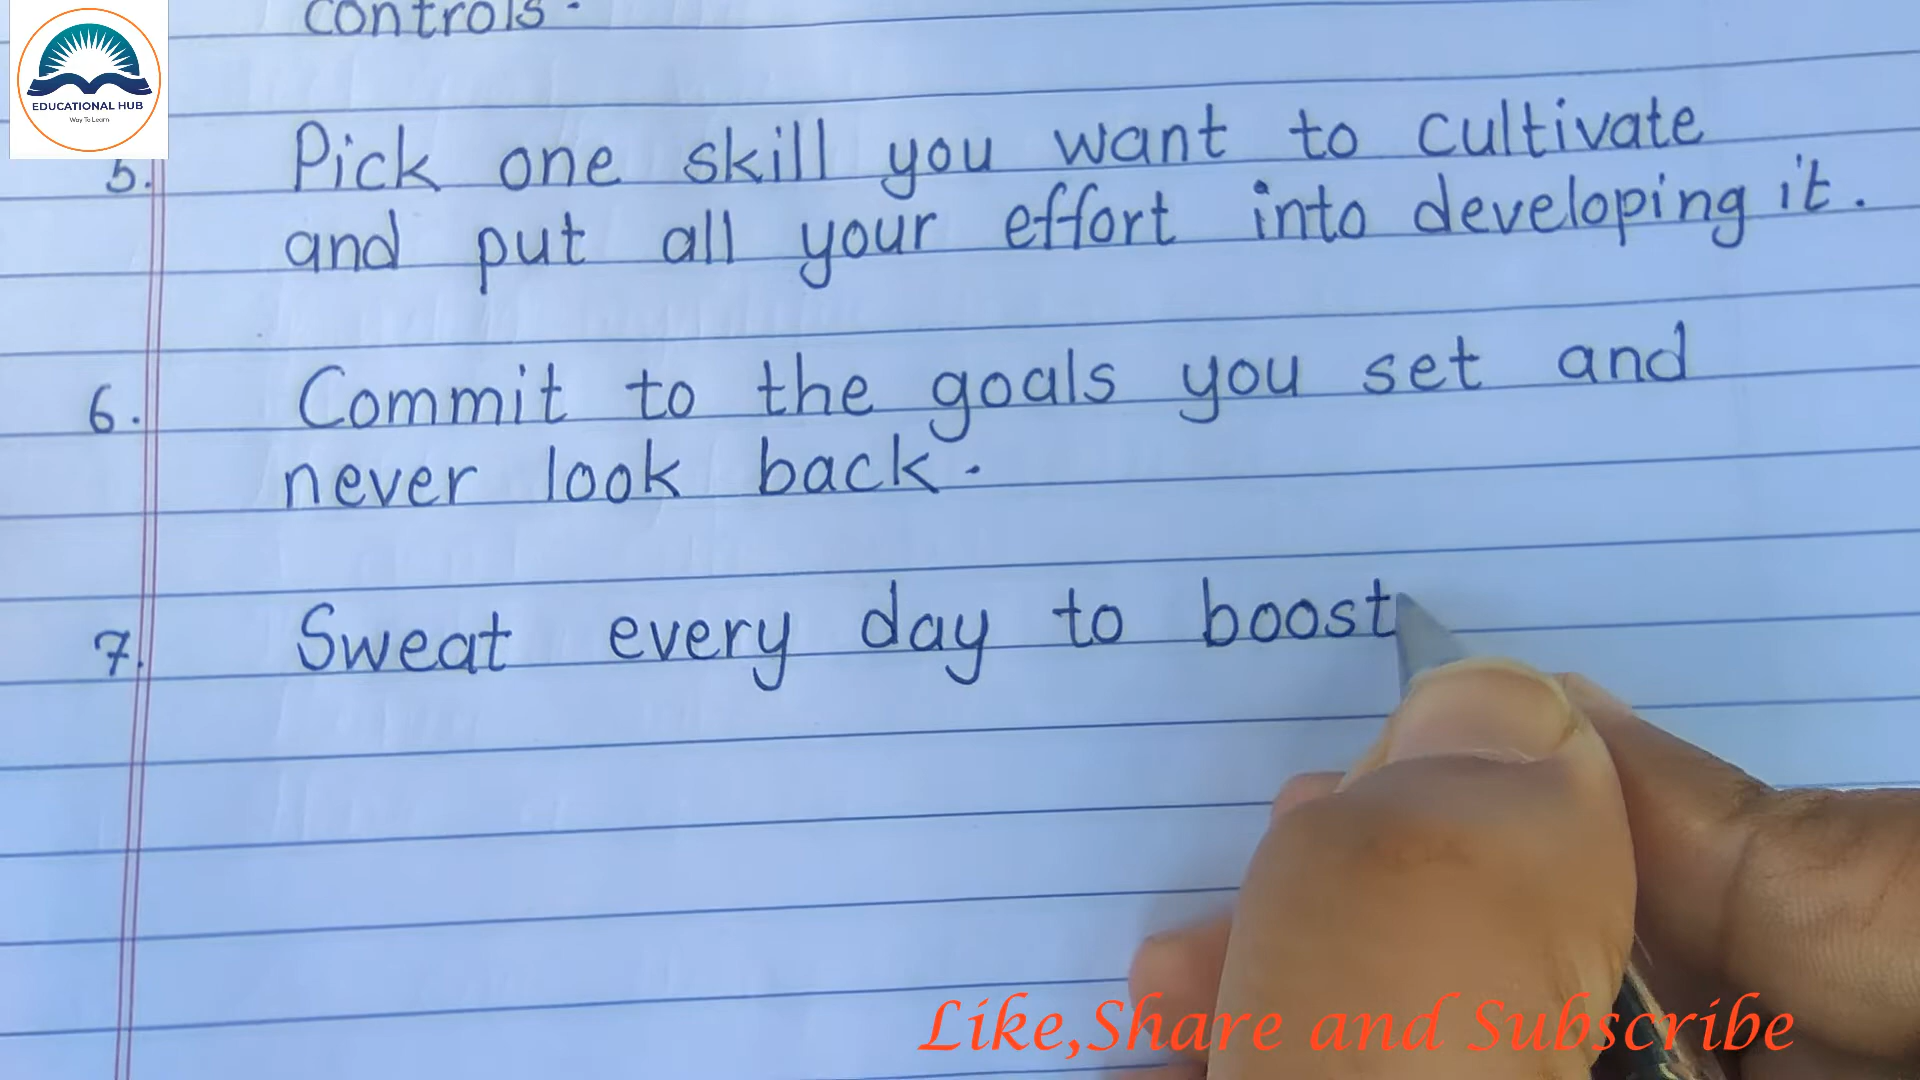 controls.
EDUCATIONAL HUB
Way To Learn
5. Pick one skill you want to cultivate
and put all your effort into developing it.
6. Commit to the goals you set and
never look back.
7. Sweat every day to boost
Like,Share and Subscribe